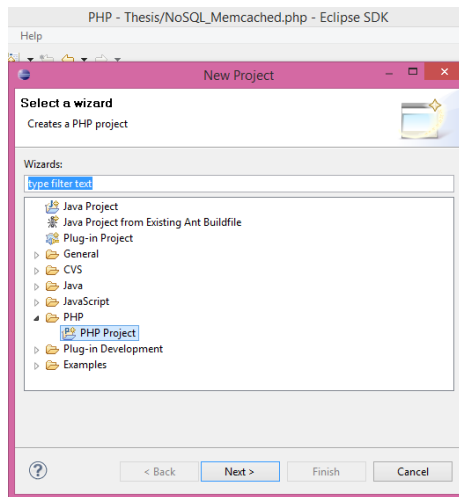 PHP - Thesis/NoSQL_Memcached.php - Eclipse SDK
Help
New Project
Select a wizard
Creates a PHP project
Wizards:
type filter text
Java Project
Java Project from Existing Ant Buildfile
Plug-in Project
General
CVS
Java
JavaScript
PHP
PHP Project
Plug-in Development
Examples
? < Back Next > Finish Cancel